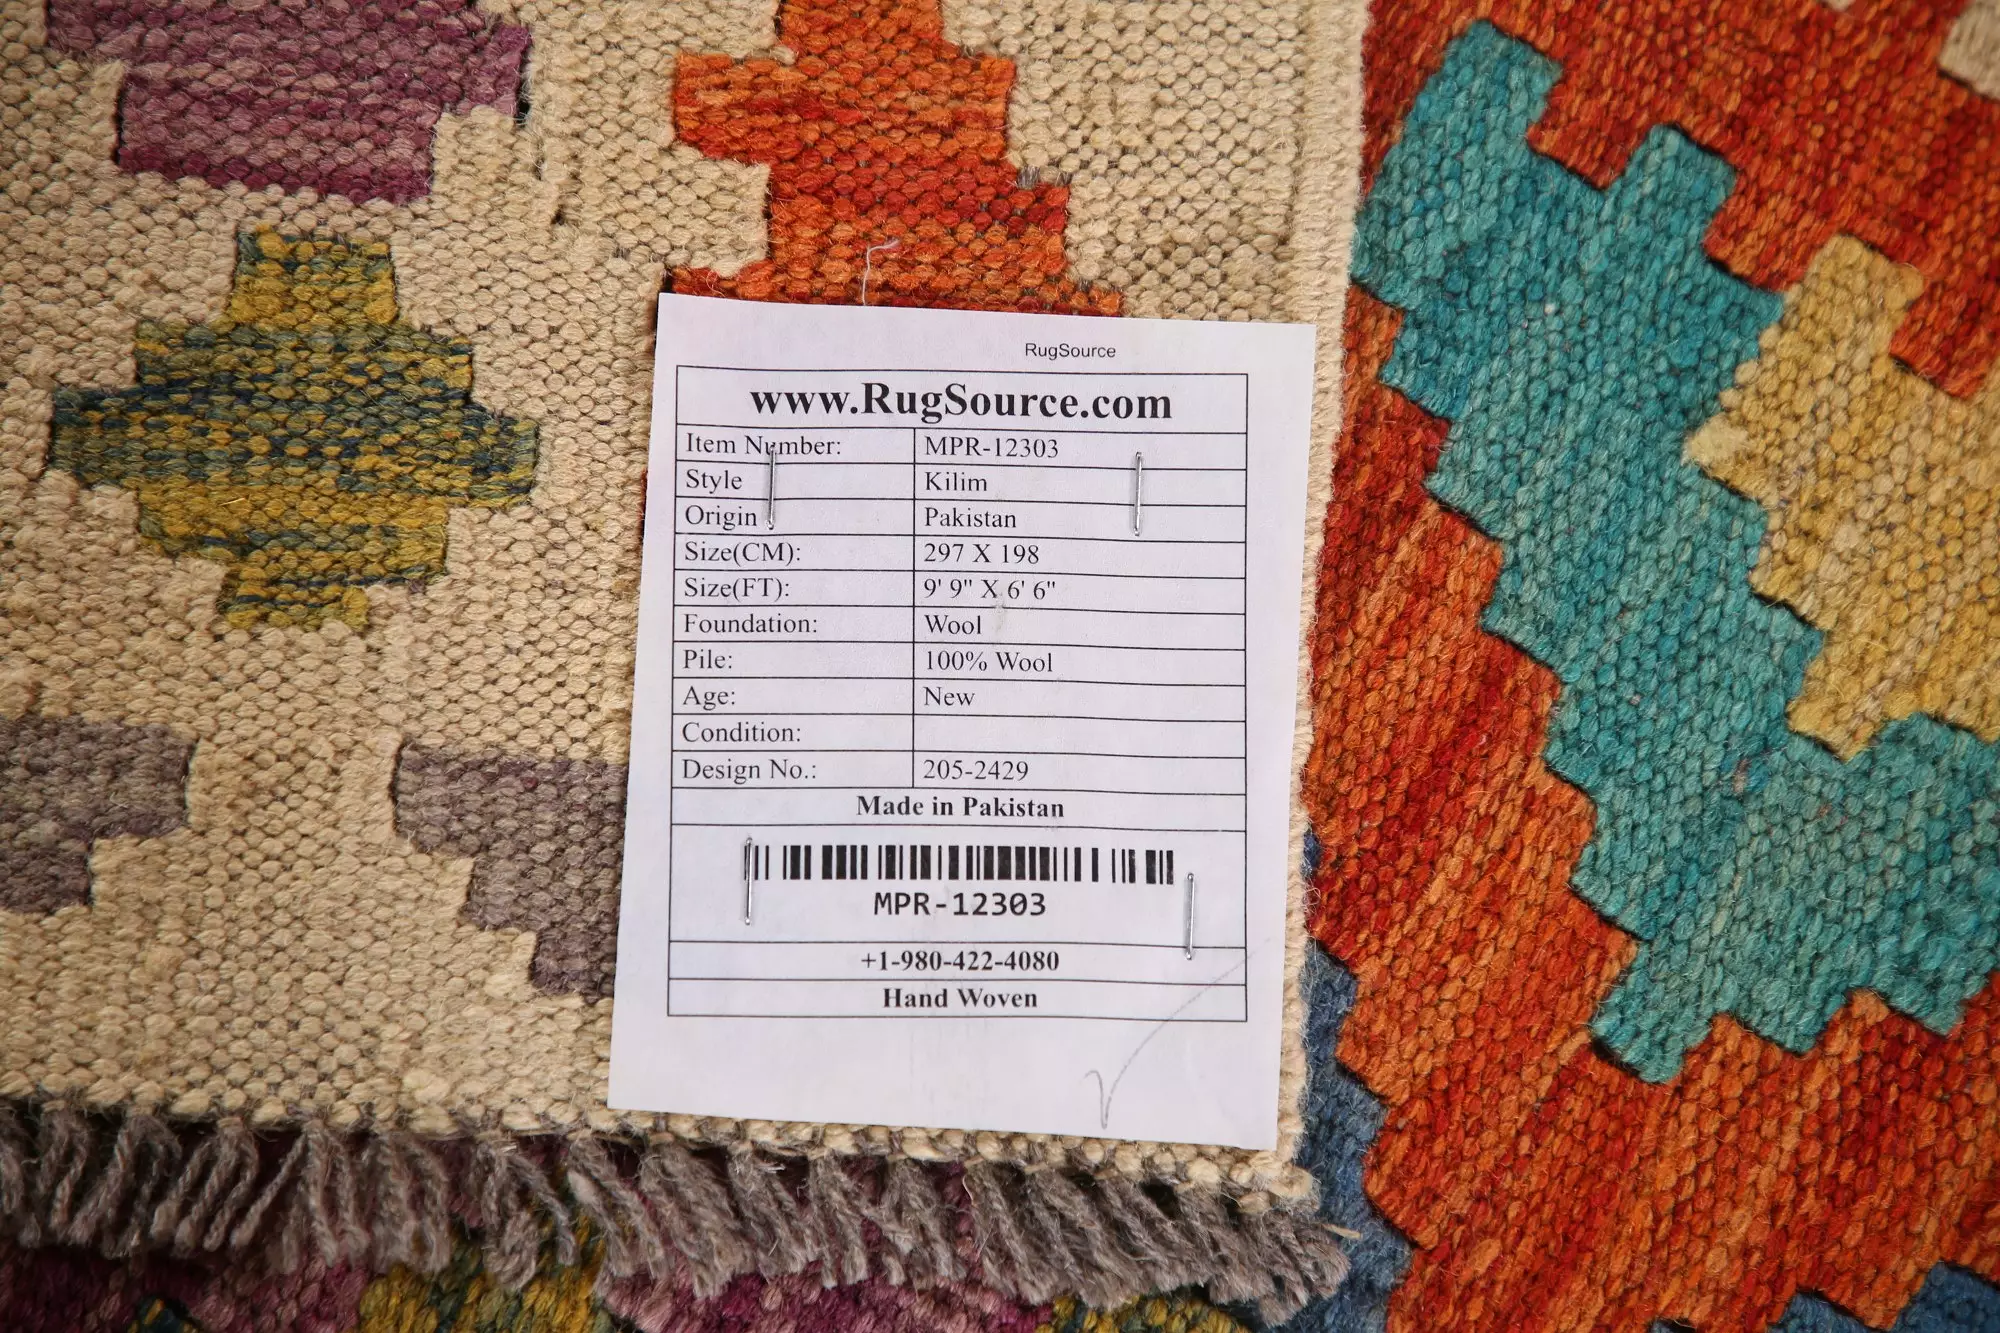 RugSource
www.RugSource.com
Item Number: MPR-12303
Style Kilim
Origin Pakistan
Size(CM): 297 X 198
Size(FT): 9' 9" X 6' 6"
Foundation: Wool
Pile: 100% Wool
Age: New
Condition:
Design No.: 205-2429
Made in Pakistan
MPR-12303
+1-980-422-4080
Hand Woven